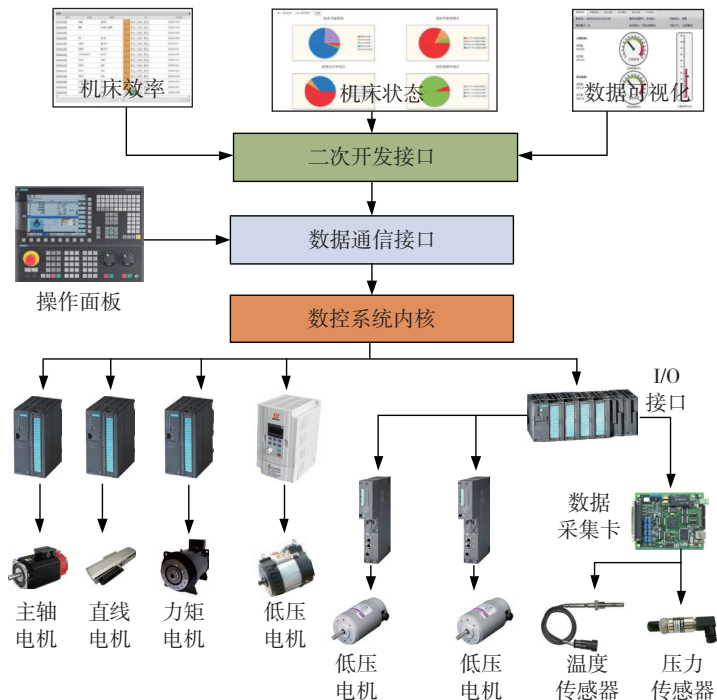 机床效率
机床状态
数据可视化
二次开发接口
数据通信接口
操作面板
数控系统内核
I/O
接口
数据
采集卡
主轴
电机
直线
电机
力矩
电机
低压
电机
低压
电机
低压
电机
温度
传感器
压力
传感器